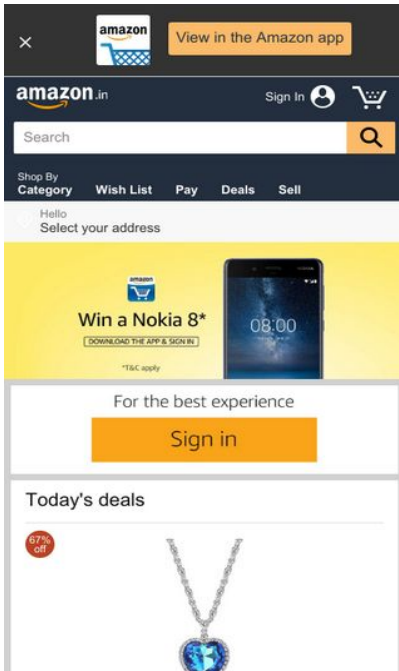 ×
amazon
View in the Amazon app
amazon.in
Sign In
Search
Shop By
Category
Wish List
Pay
Deals
Sell
Hello
Select your address
amazon
Win a Nokia 8*
DOWNLOAD THE APP & SIGN IN
*T&C apply
08:00
For the best experience
Sign in
Today's deals
67%
off